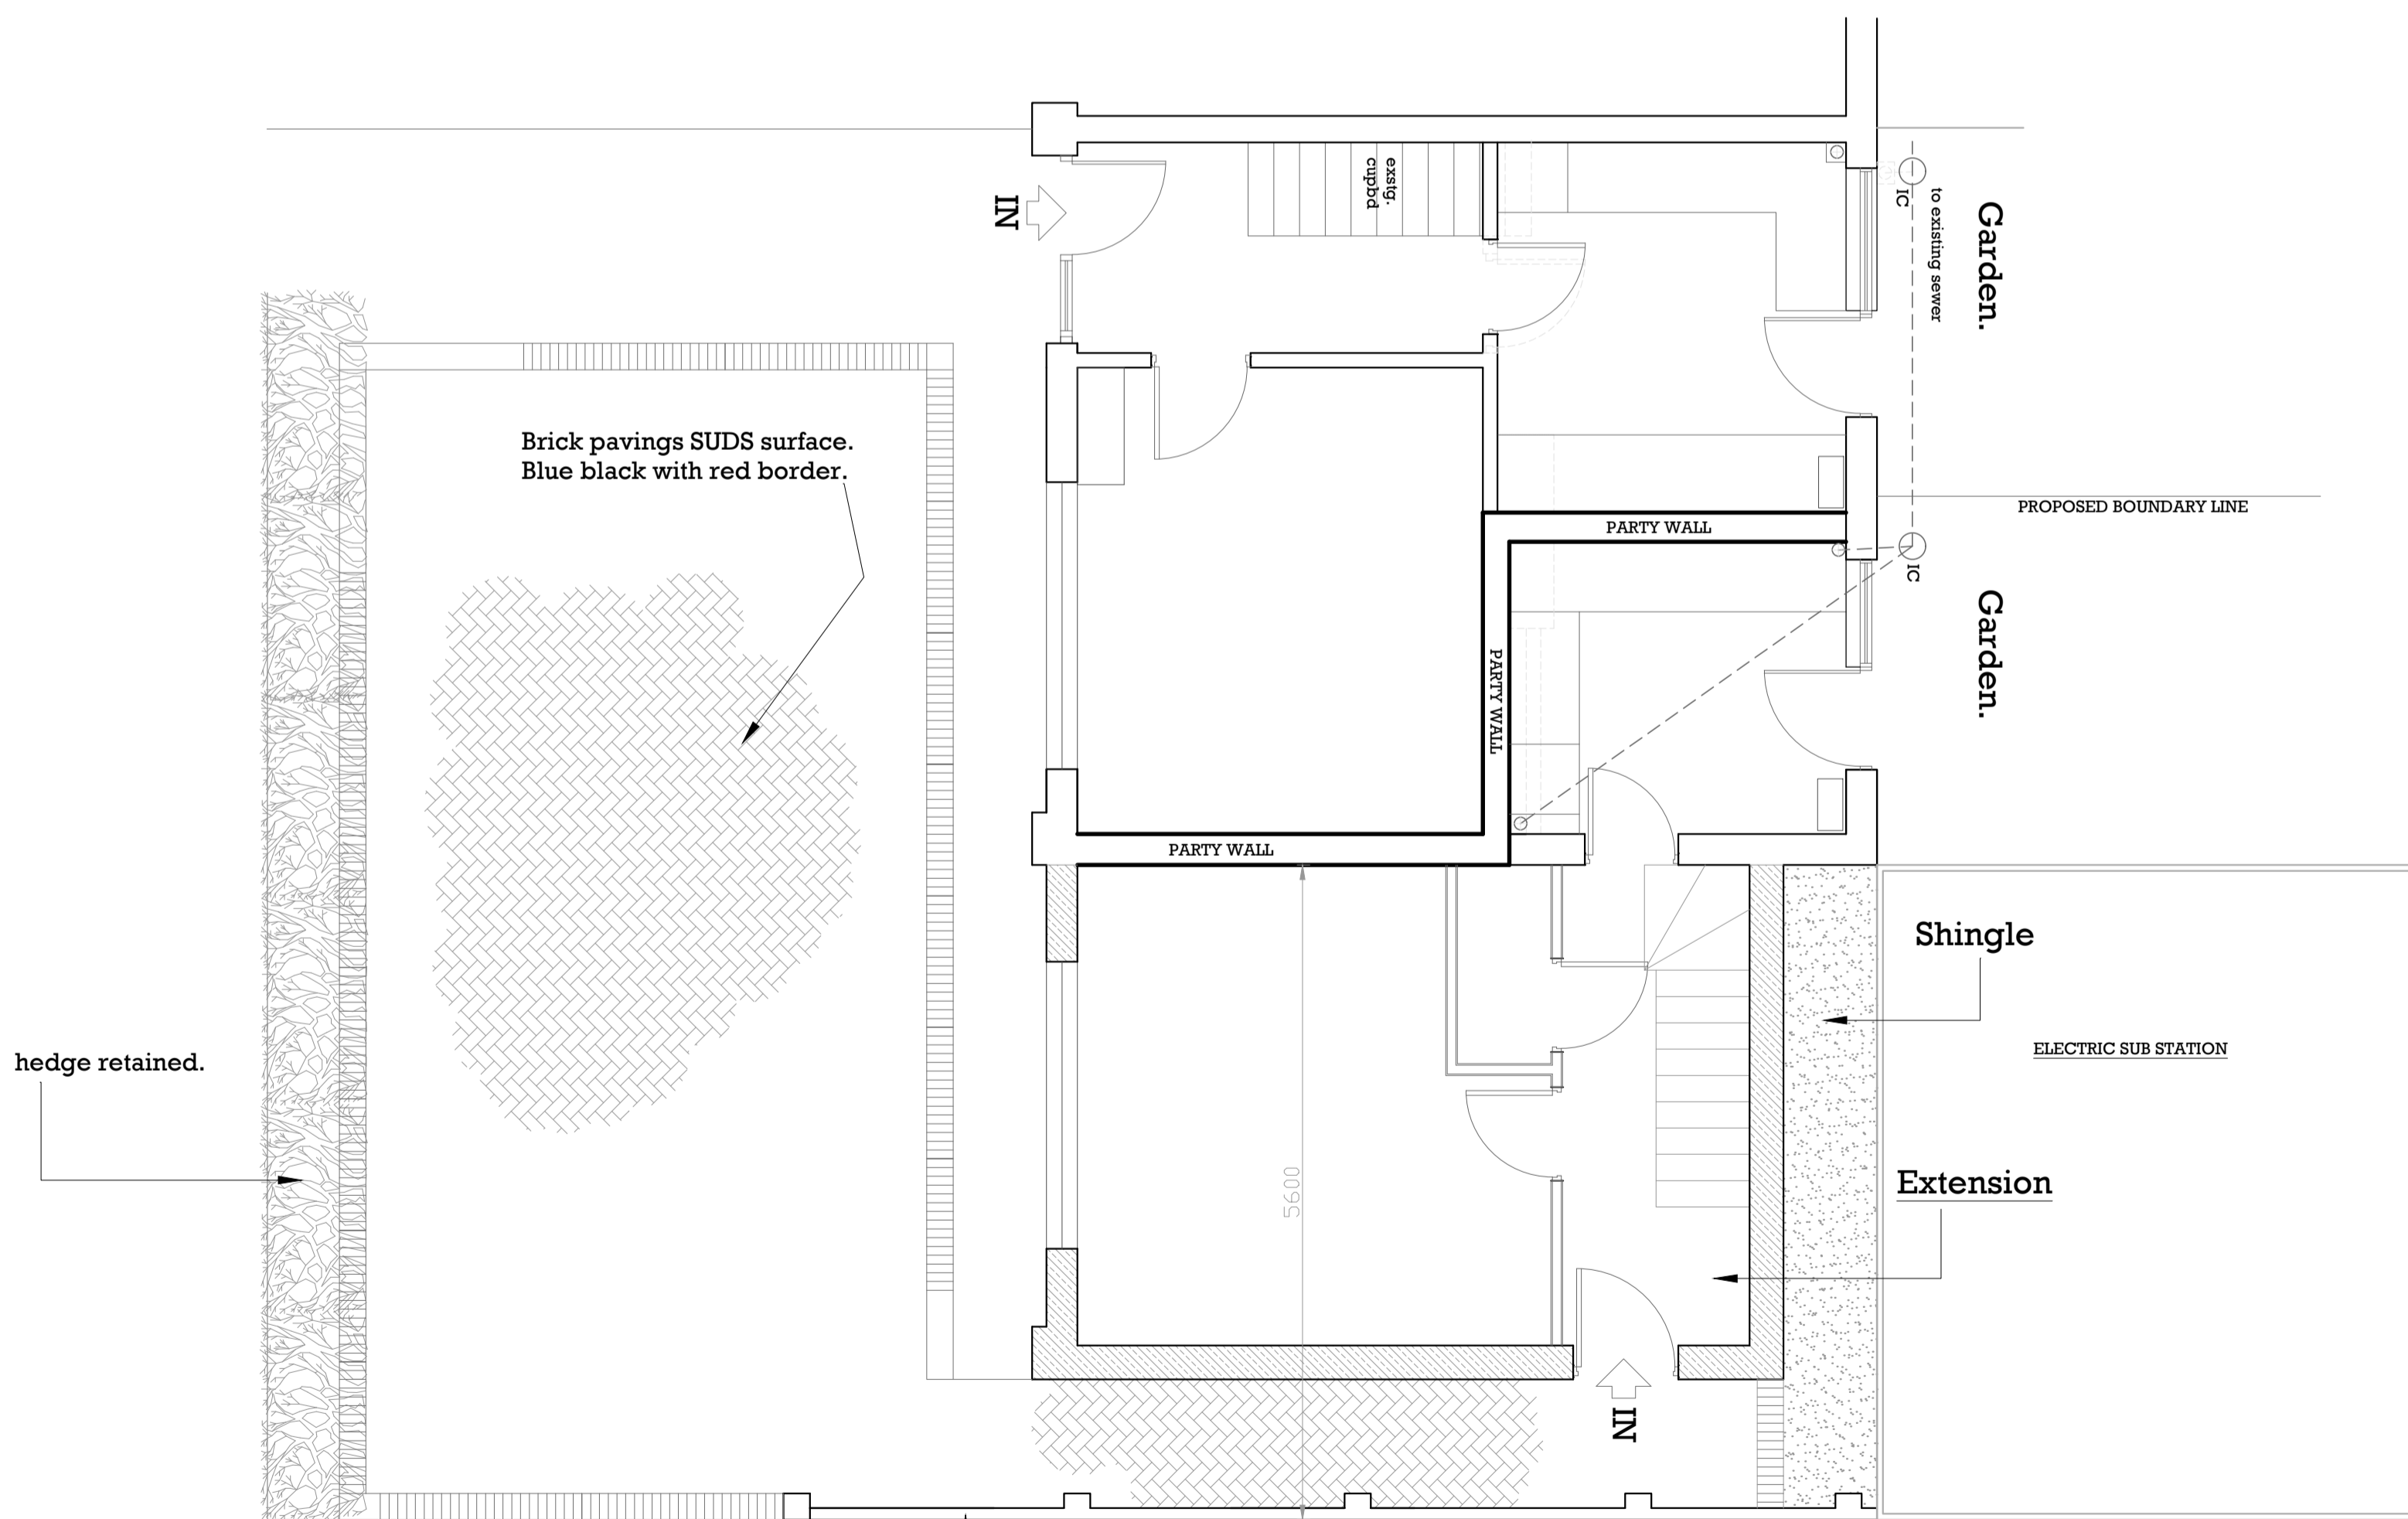 exstg.
cupbd
IN
IC
to existing sewer
Garden.
Brick pavings SUDS surface.
Blue black with red border.
PROPOSED BOUNDARY LINE
PARTY WALL
IC
Garden.
PARTY WALL
PARTY WALL
Shingle
hedge retained.
ELECTRIC SUB STATION
5600
Extension
IN